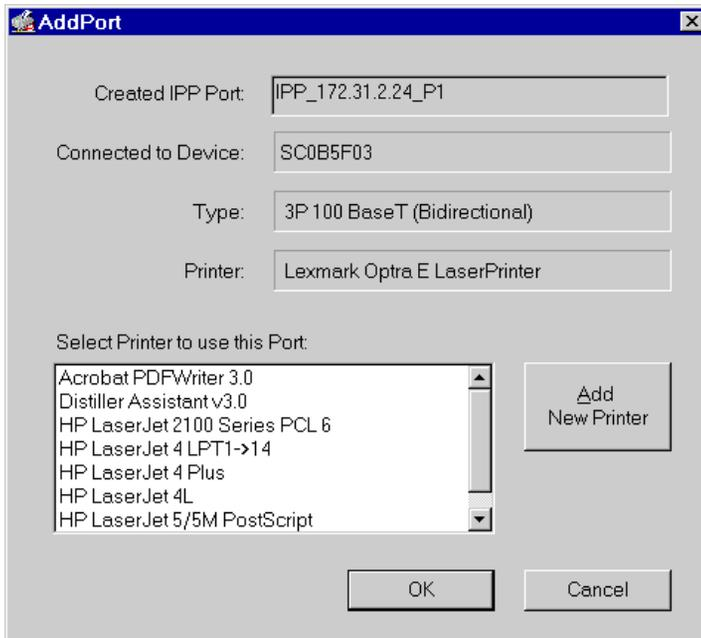 AddPort
Created IPP Port: IPP_172.31.2.24_P1
Connected to Device: SC0B5F03
Type: 3P 100 BaseT (Bidirectional)
Printer: Lexmark Optra E LaserPrinter
Select Printer to use this Port:
Acrobat PDFWriter 3.0
Distiller Assistant v3.0
HP LaserJet 2100 Series PCL 6
HP LaserJet 4 LPT1->14
HP LaserJet 4 Plus
HP LaserJet 4L
HP LaserJet 5/5M PostScript
Add
New Printer
OK Cancel